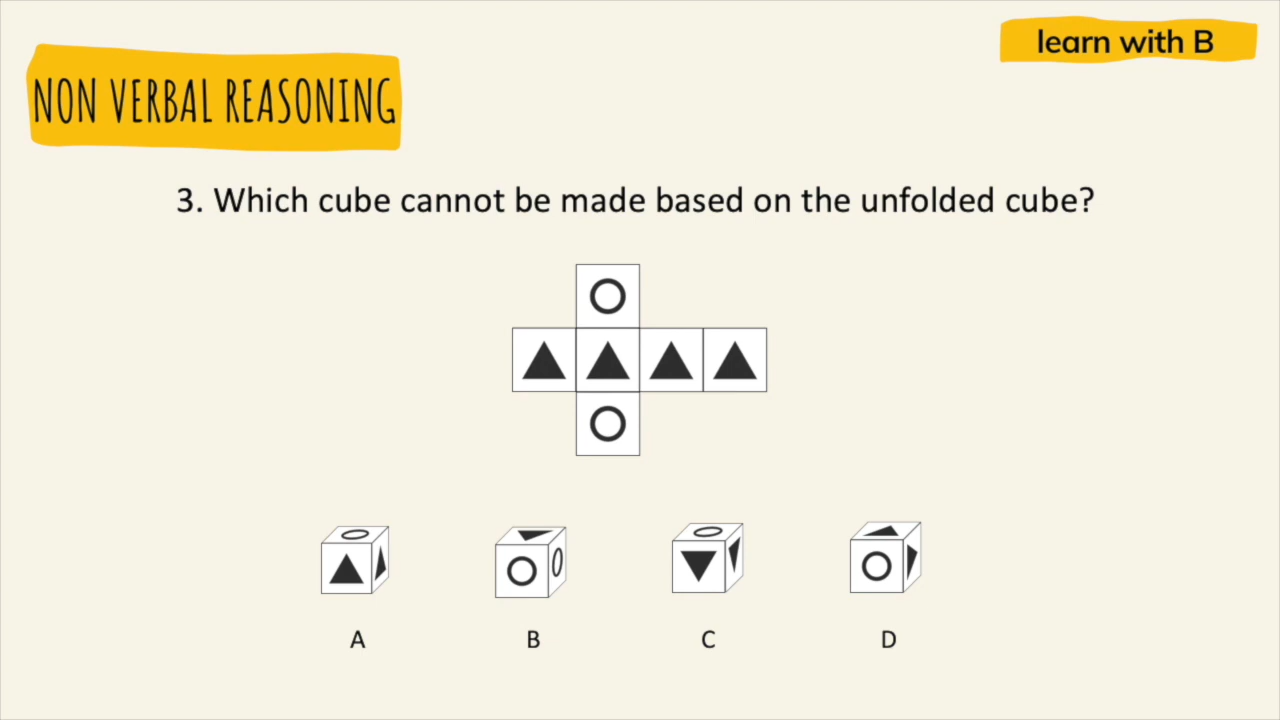 learn with B
NON VERBAL REASONING
3. Which cube cannot be made based on the unfolded cube?
A B C D